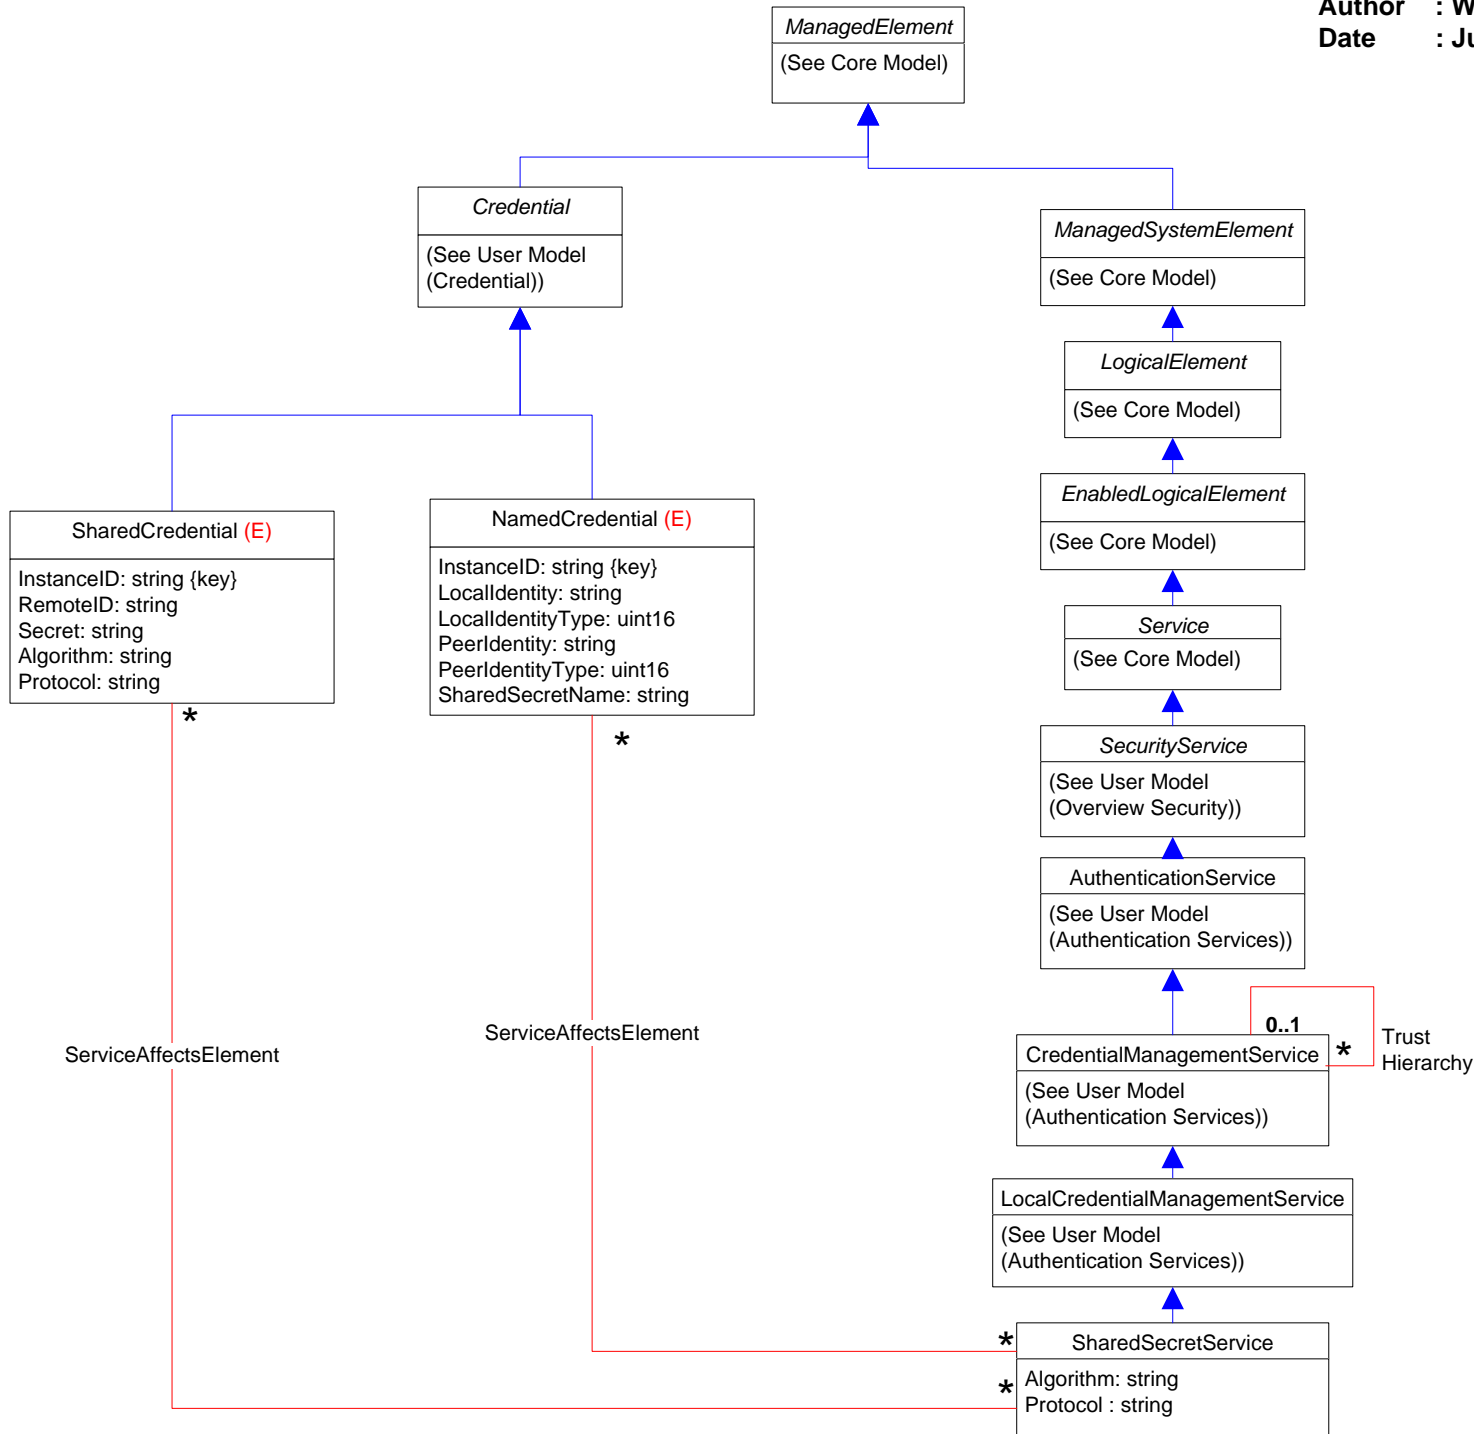 Author : W
Date : Ju
ManagedElement
(See Core Model)
Credential
(See User Model
(Credential))
ManagedSystemElement
(See Core Model)
LogicalElement
(See Core Model)
EnabledLogicalElement
(See Core Model)
SharedCredential (E)
InstanceID: string {key}
RemoteID: string
Secret: string
Algorithm: string
Protocol: string
*
NamedCredential (E)
InstanceID: string {key}
LocalIdentity: string
LocalIdentityType: uint16
PeerIdentity: string
PeerIdentityType: uint16
SharedSecretName: string
*
Service
(See Core Model)
SecurityService
(See User Model
(Overview Security))
AuthenticationService
(See User Model
(Authentication Services))
ServiceAffectsElement
ServiceAffectsElement
0..1
*
Trust
Hierarchy
CredentialManagementService
(See User Model
(Authentication Services))
LocalCredentialManagementService
(See User Model
(Authentication Services))
*
*
SharedSecretService
Algorithm: string
Protocol : string